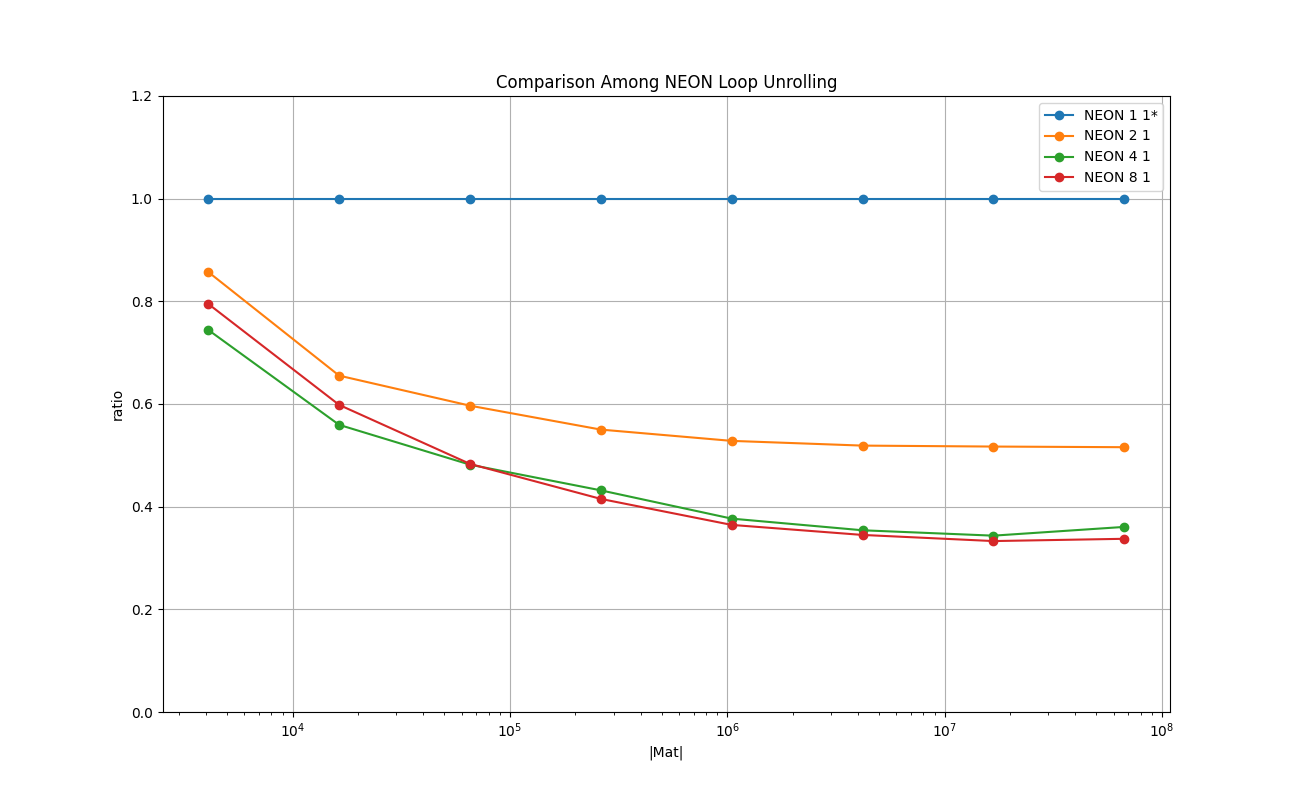 Comparison Among NEON Loop Unrolling
NEON 1 1*
NEON 2 1
NEON 4 1
NEON 8 1
ratio
1.2
1.0
0.8
0.6
0.4
0.2
0.0
10⁴ 10⁵ 10⁶ 10⁷ 10⁸
|Mat|